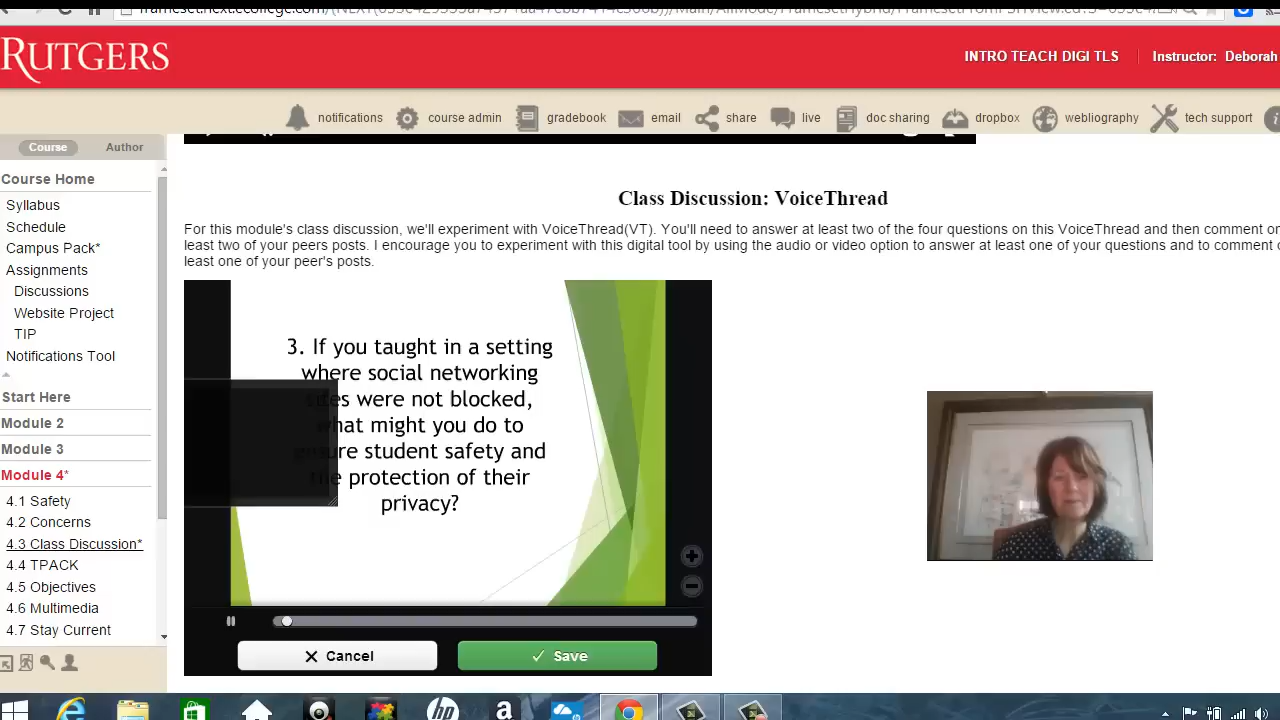 RUTGERS
INTRO TEACH DIGI TLS
Instructor: Deborah
notifications
course admin
gradebook
email
share
live
doc sharing
dropbox
webliography
tech support
Course
Author
Course Home
Syllabus
Schedule
Campus Pack*
Assignments
Discussions
Website Project
TIP
Notifications Tool
Start Here
Module 2
Module 3
Module 4*
4.1 Safety
4.2 Concerns
4.3 Class Discussion*
4.4 TPACK
4.5 Objectives
4.6 Multimedia
4.7 Stay Current
Class Discussion: VoiceThread
For this module's class discussion, we'll experiment with VoiceThread(VT). You'll need to answer at least two of the four questions on this VoiceThread and then comment on
least two of your peers posts. I encourage you to experiment with this digital tool by using the audio or video option to answer at least one of your questions and to comment
least one of your peer's posts.
3. If you taught in a setting
where social networking
sites were not blocked,
what might you do to
ensure student safety and
the protection of their
privacy?
Cancel
Save
hp
a